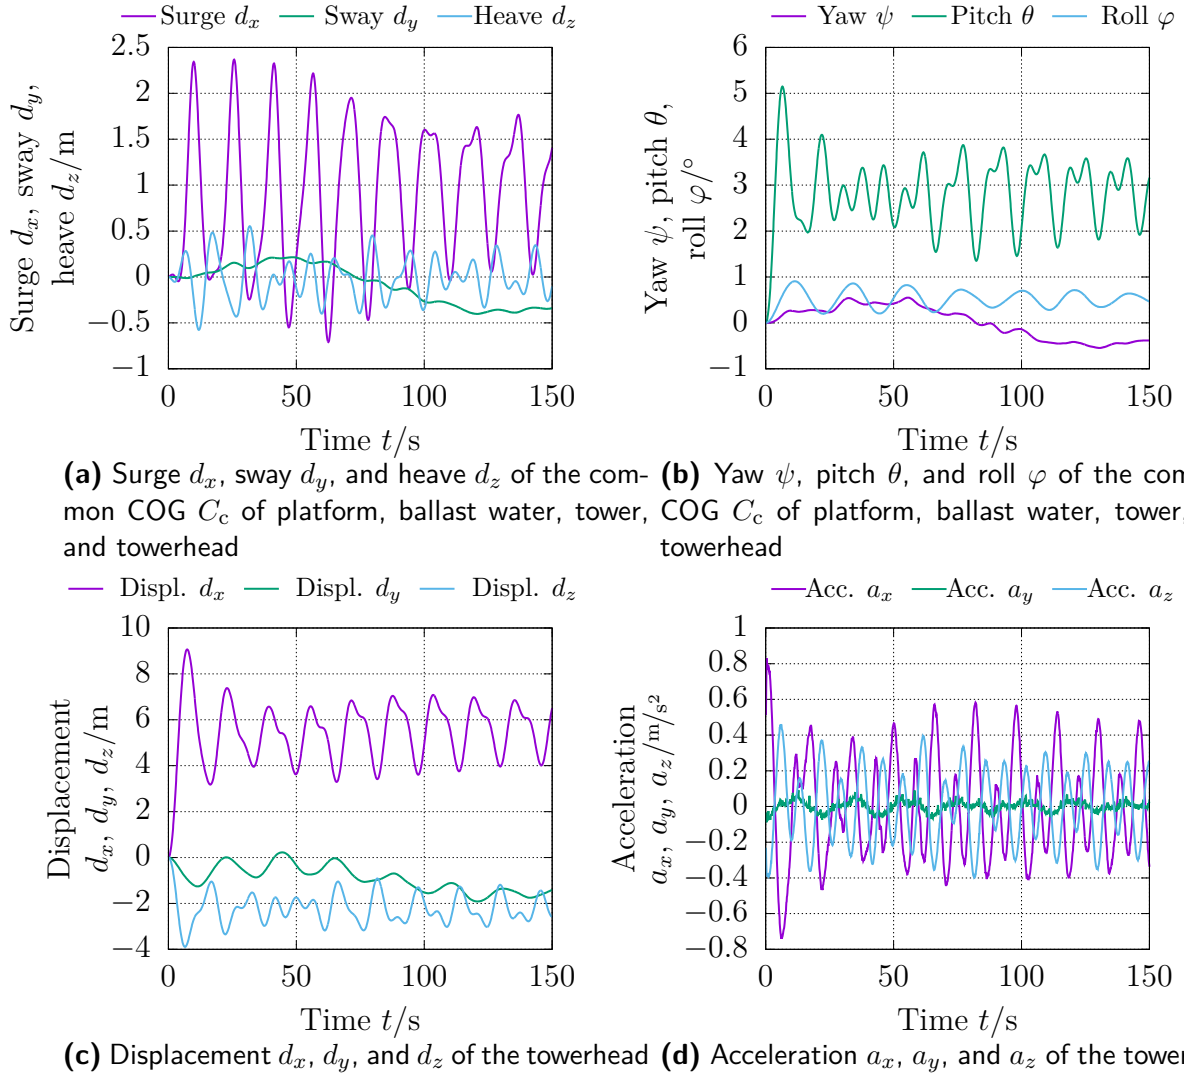 Surge d_x Sway d_y Heave d_z
Surge d_x, sway d_y,
heave d_z/m
2.5
2
1.5
1
0.5
0
−0.5
−1
0 50 100 150
Time t/s
(a) Surge d_x, sway d_y, and heave d_z of the com-
mon COG C_c of platform, ballast water, tower,
and towerhead
Yaw ψ Pitch θ Roll φ
Yaw ψ, pitch θ,
roll φ/°
6
5
4
3
2
1
0
−1
0 50 100 150
Time t/s
(b) Yaw ψ, pitch θ, and roll φ of the com
COG C_c of platform, ballast water, tower,
towerhead
Displ. d_x Displ. d_y Displ. d_z
Displacement
d_x, d_y, d_z/m
10
8
6
4
2
0
−2
−4
0 50 100 150
Time t/s
(c) Displacement d_x, d_y, and d_z of the towerhead
Acc. a_x Acc. a_y Acc. a_z
Acceleration
a_x, a_y, a_z/m/s²
1
0.8
0.6
0.4
0.2
0
−0.2
−0.4
−0.6
−0.8
0 50 100 150
Time t/s
(d) Acceleration a_x, a_y, and a_z of the tower